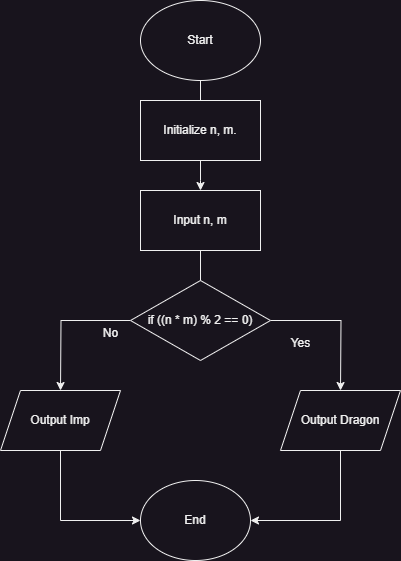 Start
Initialize n, m.
Input n, m
if ((n * m) % 2 == 0)
No
Yes
Output Imp
Output Dragon
End